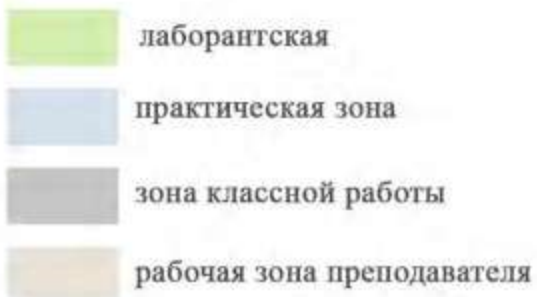 лаборантская
практическая зона
зона классной работы
рабочая зона преподавателя